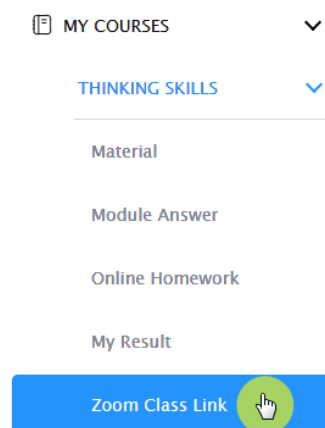 MY COURSES
THINKING SKILLS
Material
Module Answer
Online Homework
My Result
Zoom Class Link